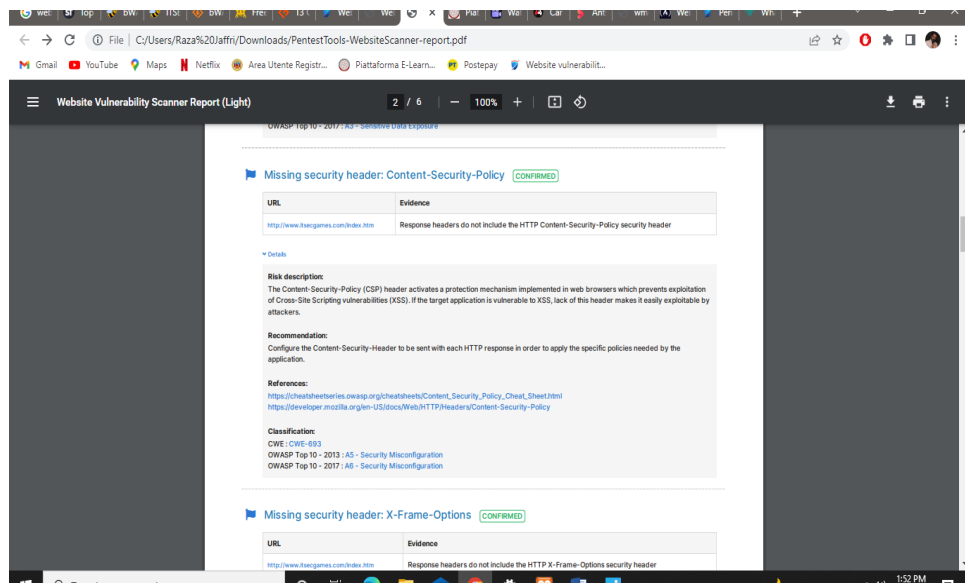 File C:/Users/Raza%20Jaffri/Downloads/PentestTools-WebsiteScanner-report.pdf
Gmail YouTube Maps Netflix Area Utente Registr... Piattaforma E-Learn... Postepay Website vulnerabilit...
Website Vulnerability Scanner Report (Light) 2 / 6 100%
OWASP Top 10 - 2017 : A3 - Sensitive Data Exposure
Missing security header: Content-Security-Policy CONFIRMED
URL Evidence
http://www.itsecgames.com/index.htm Response headers do not include the HTTP Content-Security-Policy security header
Details
Risk description:
The Content-Security-Policy (CSP) header activates a protection mechanism implemented in web browsers which prevents exploitation
of Cross-Site Scripting vulnerabilities (XSS). If the target application is vulnerable to XSS, lack of this header makes it easily exploitable by
attackers.
Recommendation:
Configure the Content-Security-Header to be sent with each HTTP response in order to apply the specific policies needed by the
application.
References:
https://cheatsheetseries.owasp.org/cheatsheets/Content_Security_Policy_Cheat_Sheet.html
https://developer.mozilla.org/en-US/docs/Web/HTTP/Headers/Content-Security-Policy
Classification:
CWE : CWE-693
OWASP Top 10 - 2013 : A5 - Security Misconfiguration
OWASP Top 10 - 2017 : A6 - Security Misconfiguration
Missing security header: X-Frame-Options CONFIRMED
URL Evidence
http://www.itsecgames.com/index.htm Response headers do not include the HTTP X-Frame-Options security header
1:52 PM